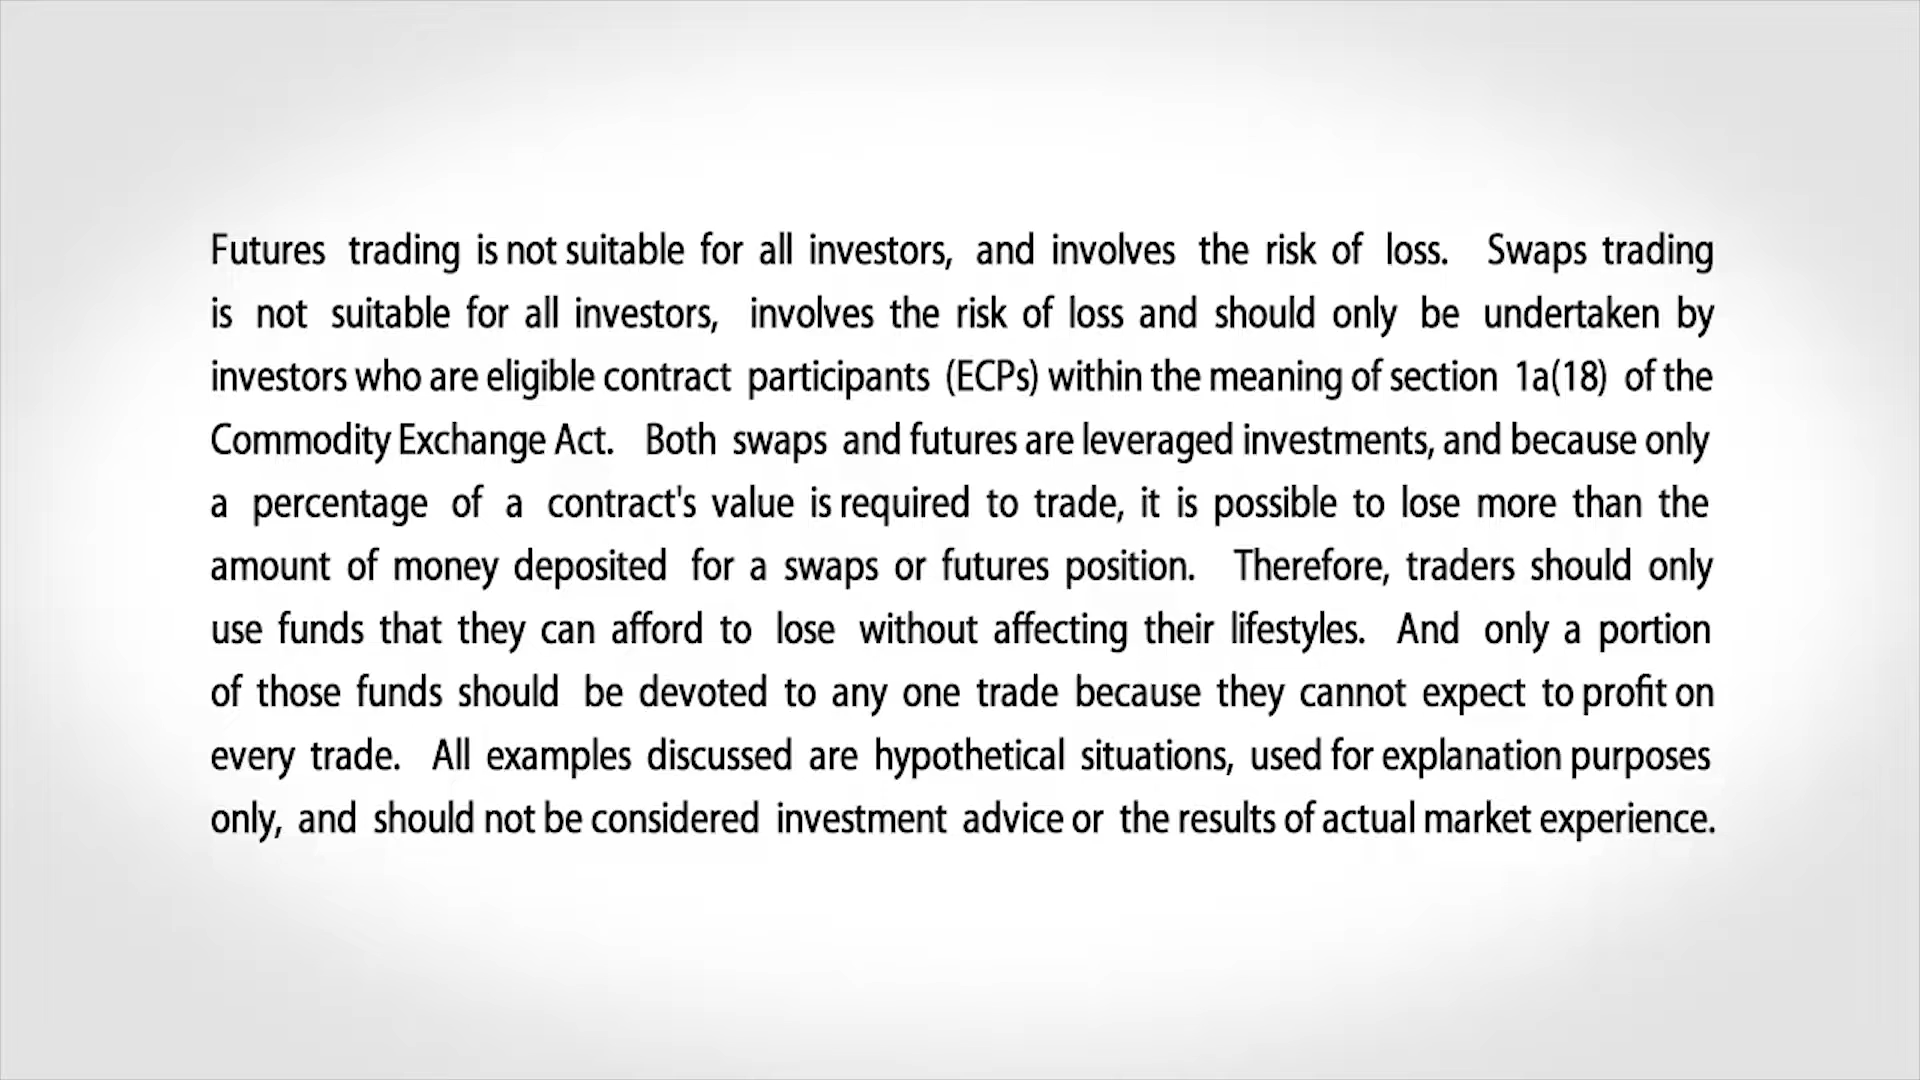 Futures trading is not suitable for all investors, and involves the risk of loss. Swaps trading
is not suitable for all investors, involves the risk of loss and should only be undertaken by
investors who are eligible contract participants (ECPs) within the meaning of section 1a(18) of the
Commodity Exchange Act. Both swaps and futures are leveraged investments, and because only
a percentage of a contract's value is required to trade, it is possible to lose more than the
amount of money deposited for a swaps or futures position. Therefore, traders should only
use funds that they can afford to lose without affecting their lifestyles. And only a portion
of those funds should be devoted to any one trade because they cannot expect to profit on
every trade. All examples discussed are hypothetical situations, used for explanation purposes
only, and should not be considered investment advice or the results of actual market experience.